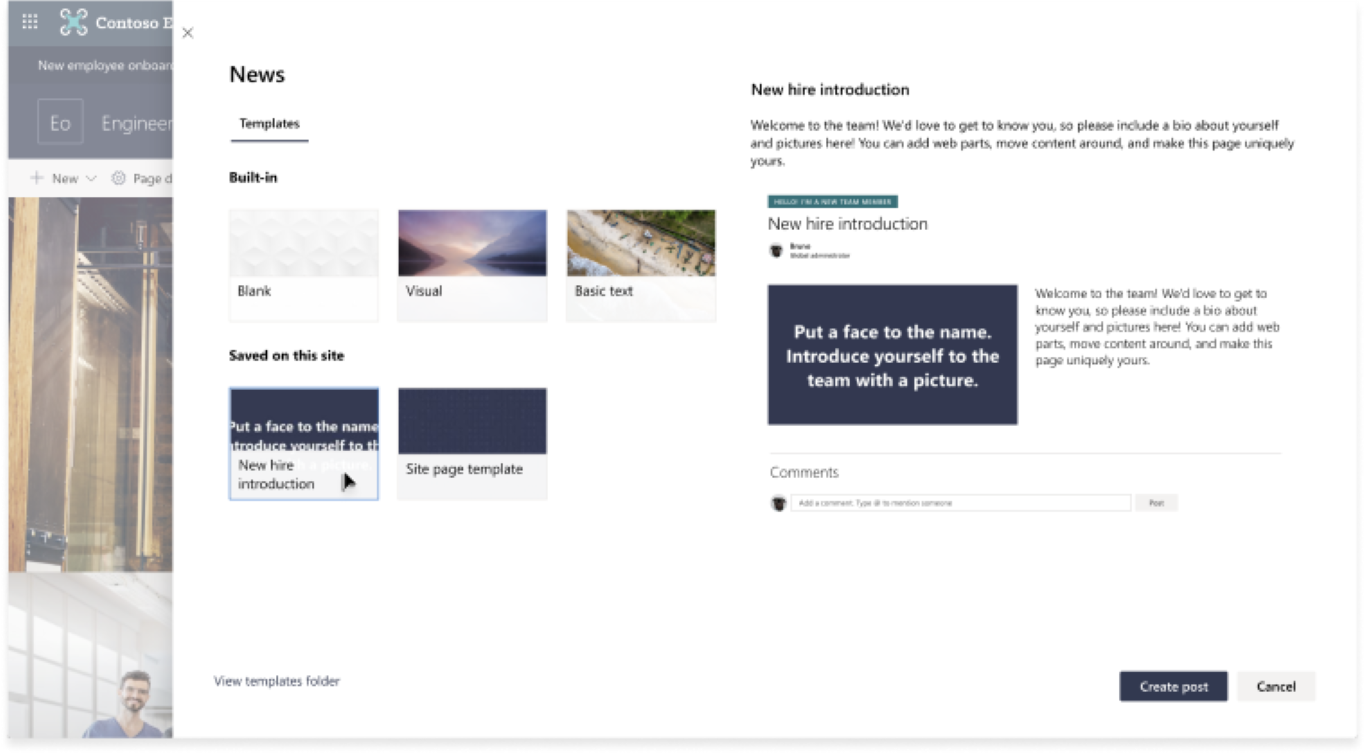 Contoso E
New employee onboar
Eo
Engineer
New
Page d
News
Templates
Built-in
Blank
Visual
Basic text
Saved on this site
Put a face to the name
ntroduce yourself to th
New hire
introduction
Site page template
View templates folder
New hire introduction
Welcome to the team! We'd love to get to know you, so please include a bio about yourself
and pictures here! You can add web parts, move content around, and make this page uniquely
yours.
HELLO! I'M A NEW TEAM MEMBER
New hire introduction
Bruno
Global administrator
Put a face to the name.
Introduce yourself to the
team with a picture.
Welcome to the team! We'd love to get to
know you, so please include a bio about
yourself and pictures here! You can add web
parts, move content around, and make this
page uniquely yours.
Comments
Add a comment. Type @ to mention someone
Post
Create post
Cancel